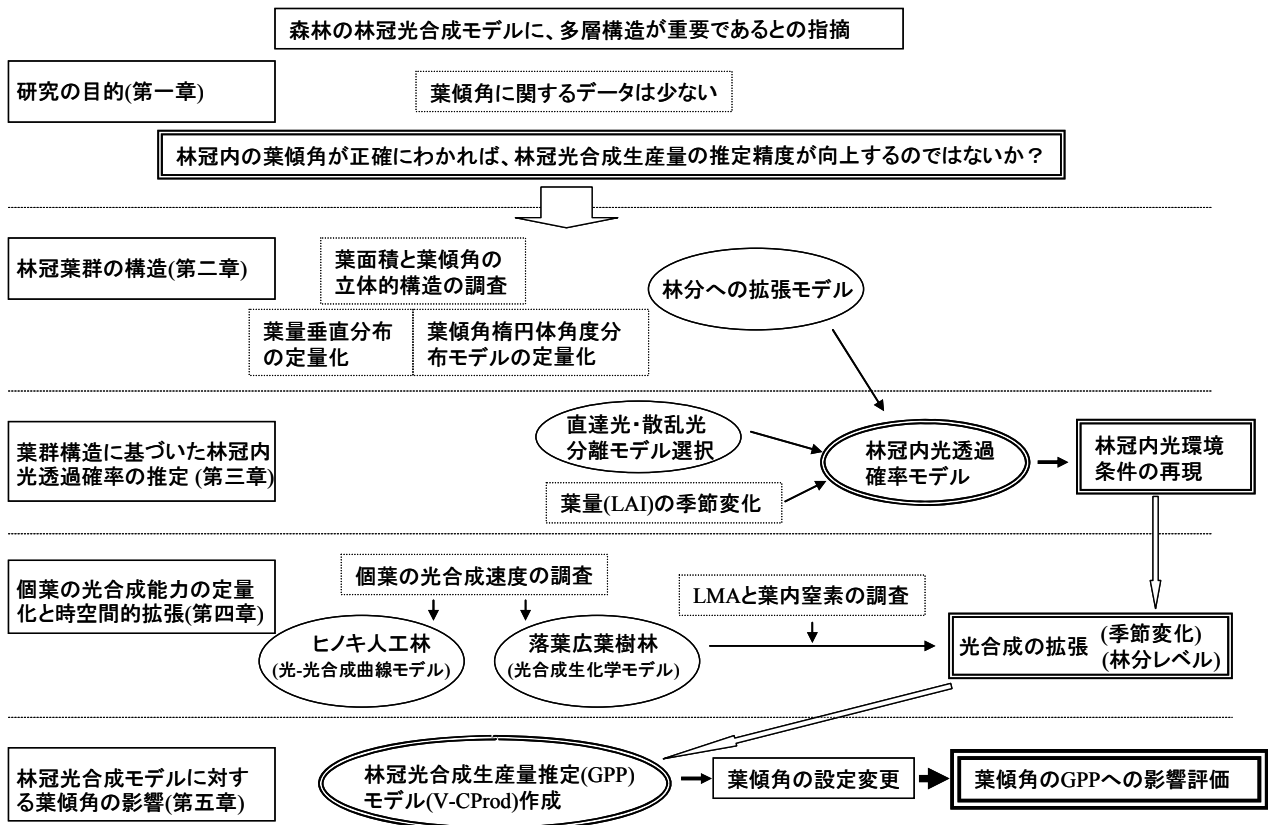 森林の林冠光合成モデルに、多層構造が重要であるとの指摘
研究の目的(第一章)
葉傾角に関するデータは少ない
林冠内の葉傾角が正確にわかれば、林冠光合成生産量の推定精度が向上するのではないか？
林冠葉群の構造(第二章)
葉面積と葉傾角の
立体的構造の調査
林分への拡張モデル
葉量垂直分布
の定量化
葉傾角楕円体角度分
布モデルの定量化
葉群構造に基づいた林冠内
光透過確率の推定 (第三章)
直達光・散乱光
分離モデル選択
葉量(LAI)の季節変化
林冠内光透過
確率モデル
林冠内光環境
条件の再現
個葉の光合成能力の定量
化と時空間的拡張(第四章)
個葉の光合成速度の調査
LMAと葉内窒素の調査
ヒノキ人工林
(光-光合成曲線モデル)
落葉広葉樹林
(光合成生化学モデル)
光合成の拡張 (季節変化)
(林分レベル)
林冠光合成モデルに対す
る葉傾角の影響(第五章)
林冠光合成生産量推定(GPP)
モデル(V-CProd)作成
葉傾角の設定変更
葉傾角のGPPへの影響評価